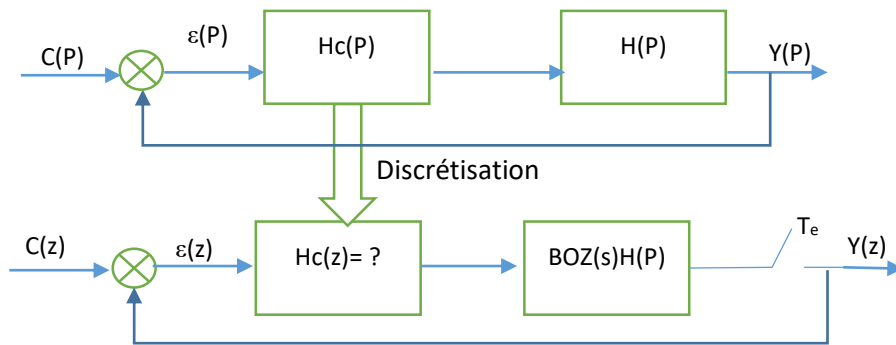 C(P)
ε(P)
Hc(P)
H(P)
Y(P)
Discrétisation
C(z)
ε(z)
Hc(z)= ?
BOZ(s)H(P)
Te
Y(z)